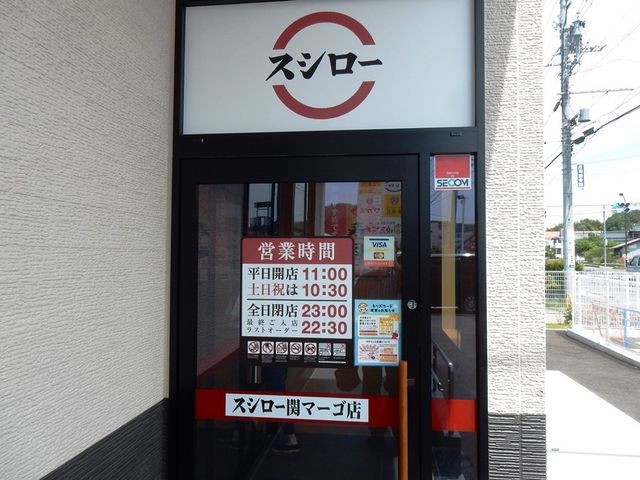 スシロー
SECOM
VISA
営業時間
平日開店 11:00
土日祝は 10:30
全日閉店 23:00
最終ご入店
ラストオーダー 22:30
スシロー関マーゴ店